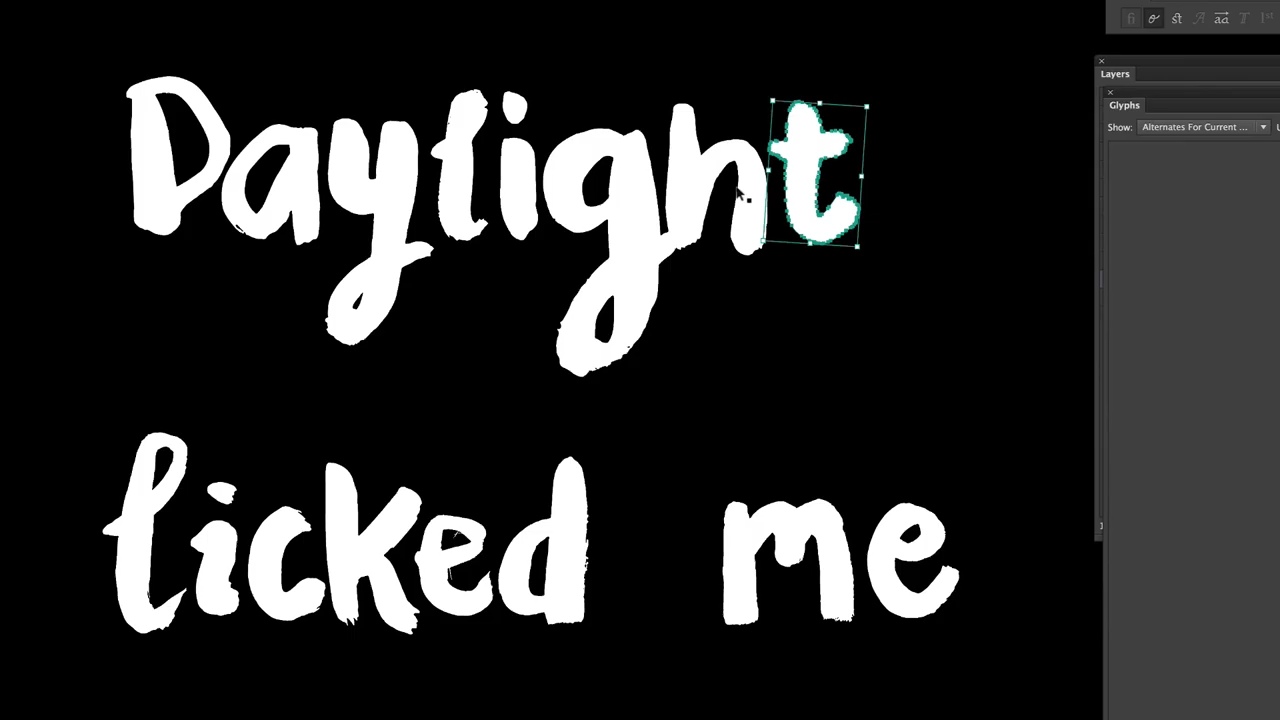 Daylight
licked me
Layers
Glyphs
Show: Alternates For Current ...